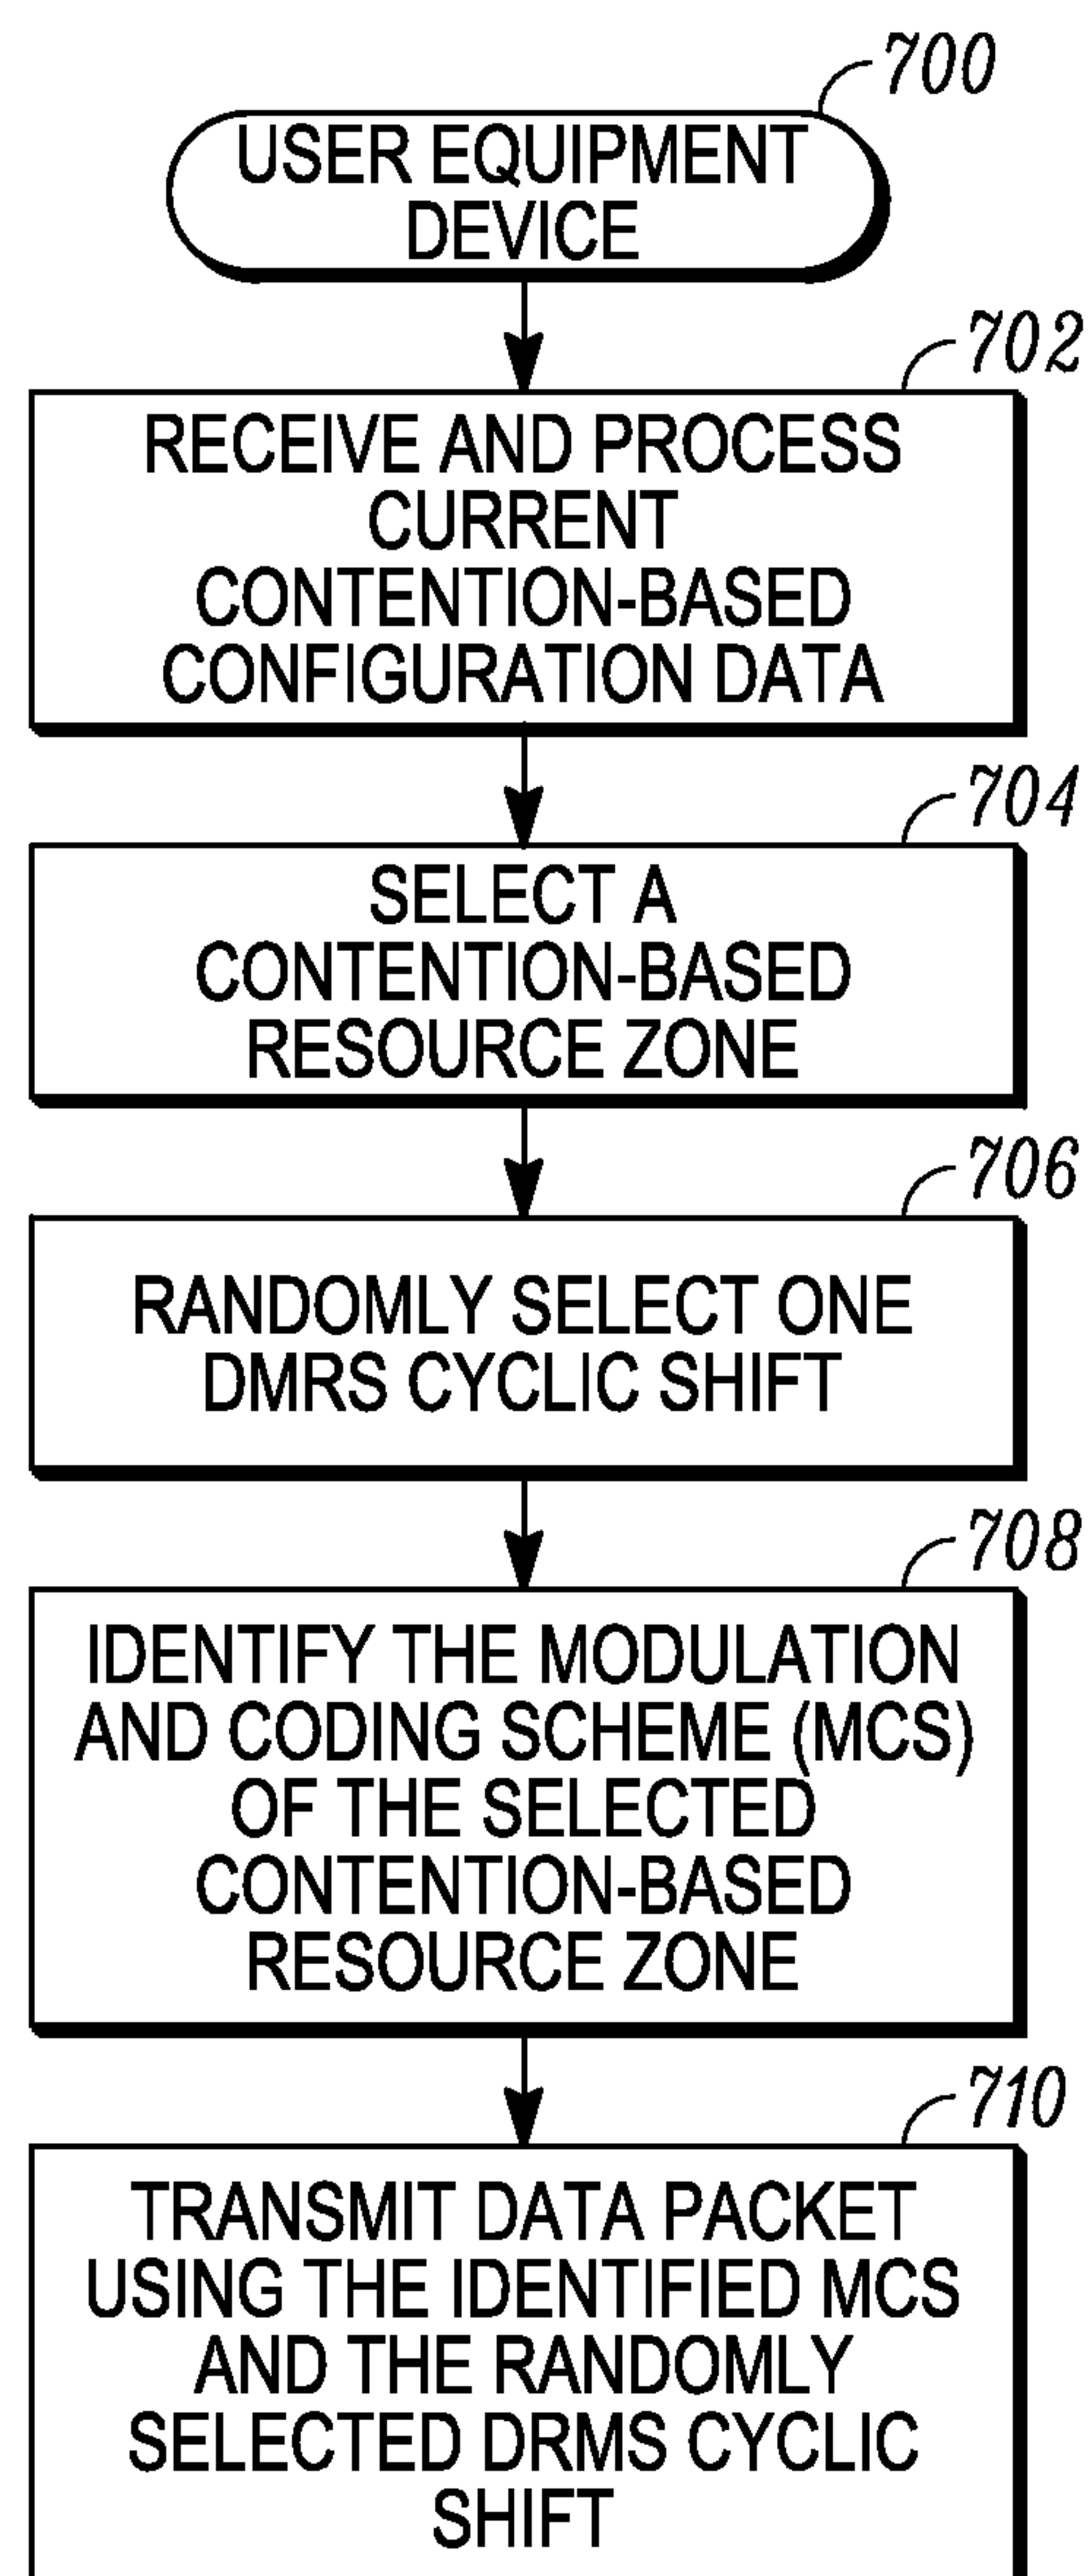 700
USER EQUIPMENT
DEVICE
702
RECEIVE AND PROCESS
CURRENT
CONTENTION-BASED
CONFIGURATION DATA
704
SELECT A
CONTENTION-BASED
RESOURCE ZONE
706
RANDOMLY SELECT ONE
DMRS CYCLIC SHIFT
708
IDENTIFY THE MODULATION
AND CODING SCHEME (MCS)
OF THE SELECTED
CONTENTION-BASED
RESOURCE ZONE
710
TRANSMIT DATA PACKET
USING THE IDENTIFIED MCS
AND THE RANDOMLY
SELECTED DRMS CYCLIC
SHIFT